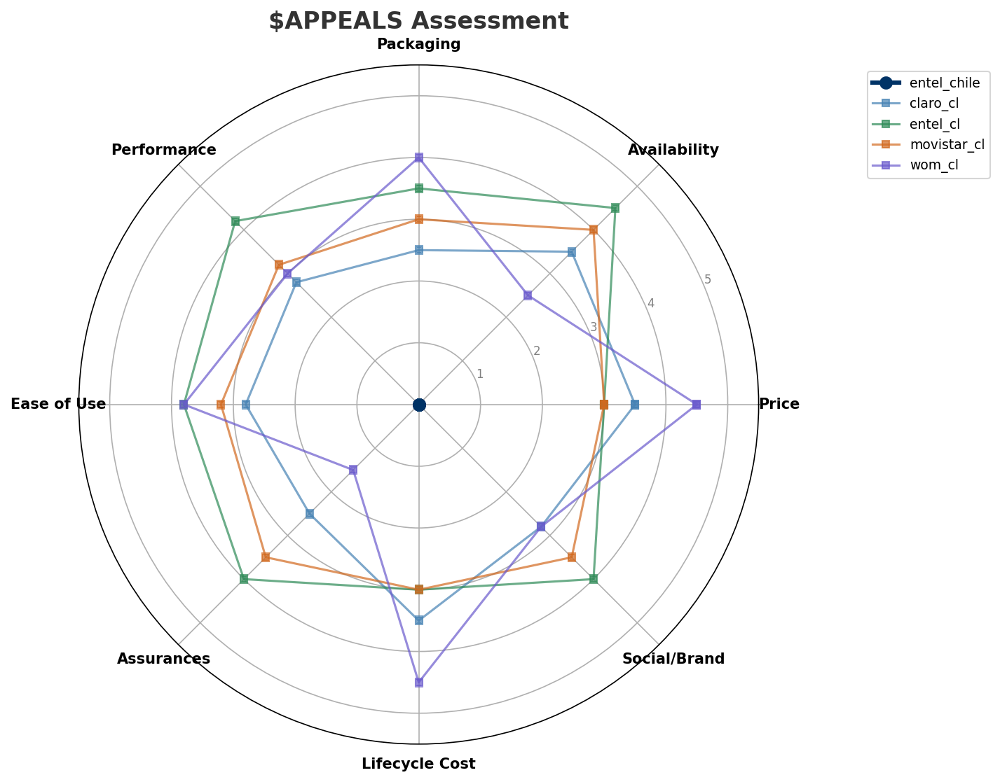 $APPEALS Assessment
Packaging
Performance
Availability
Ease of Use
Price
Assurances
Social/Brand
Lifecycle Cost
1
2
3
4
5
entel_chile
claro_cl
entel_cl
movistar_cl
wom_cl